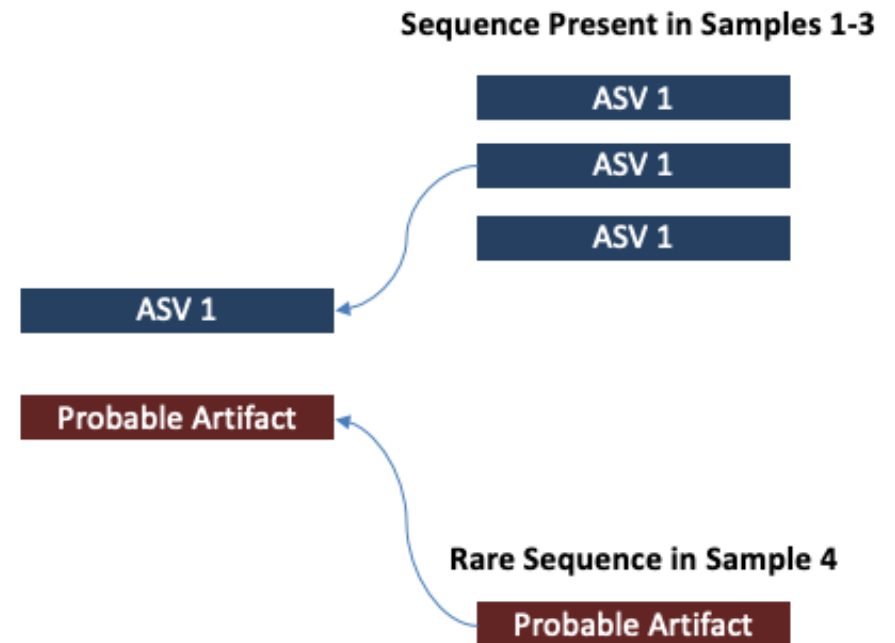 Sequence Present in Samples 1-3
ASV 1
ASV 1
ASV 1
ASV 1
Probable Artifact
Rare Sequence in Sample 4
Probable Artifact